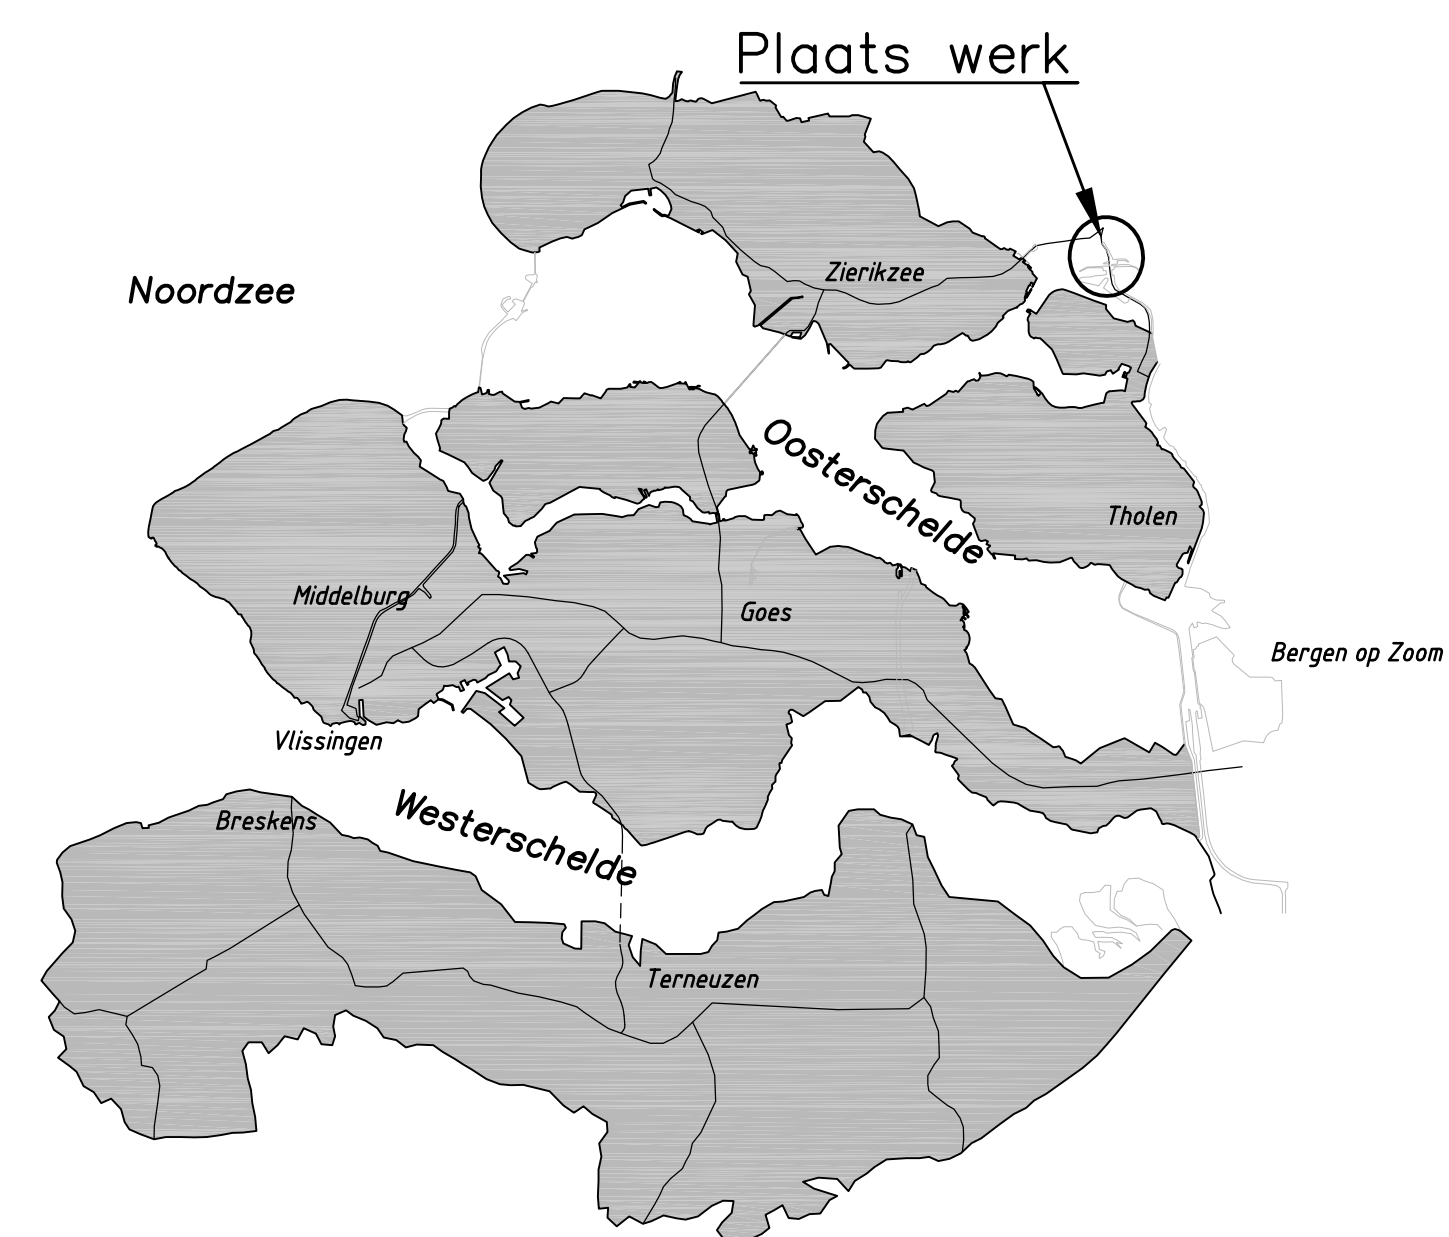 Plaats werk
Zierikzee
Noordzee
Oosterschelde
Tholen
Middelburg
Goes
Bergen op Zoom
Vlissingen
Westerschelde
Breskens
Terneuzen